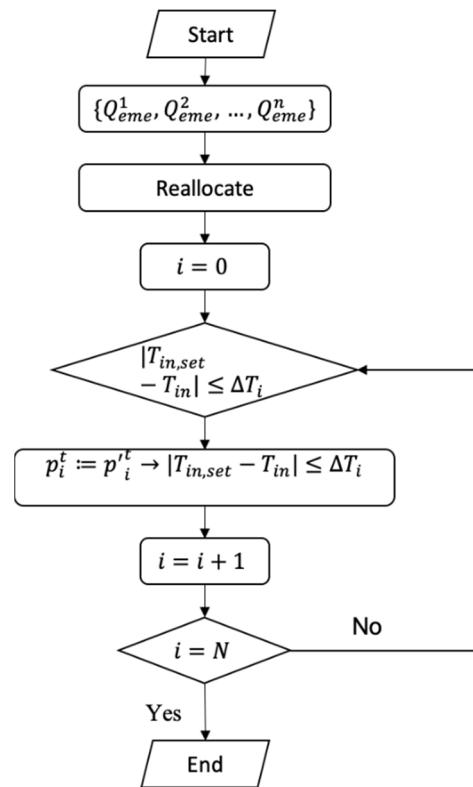 Start
{Q_{eme}^1, Q_{eme}^2, …, Q_{eme}^n}
Reallocate
i = 0
|T_{in,set}
− T_{in}| ≤ ΔT_i
p_i^t ≔ p'_i^t → |T_{in,set} − T_{in}| ≤ ΔT_i
i = i + 1
i = N
No
Yes
End